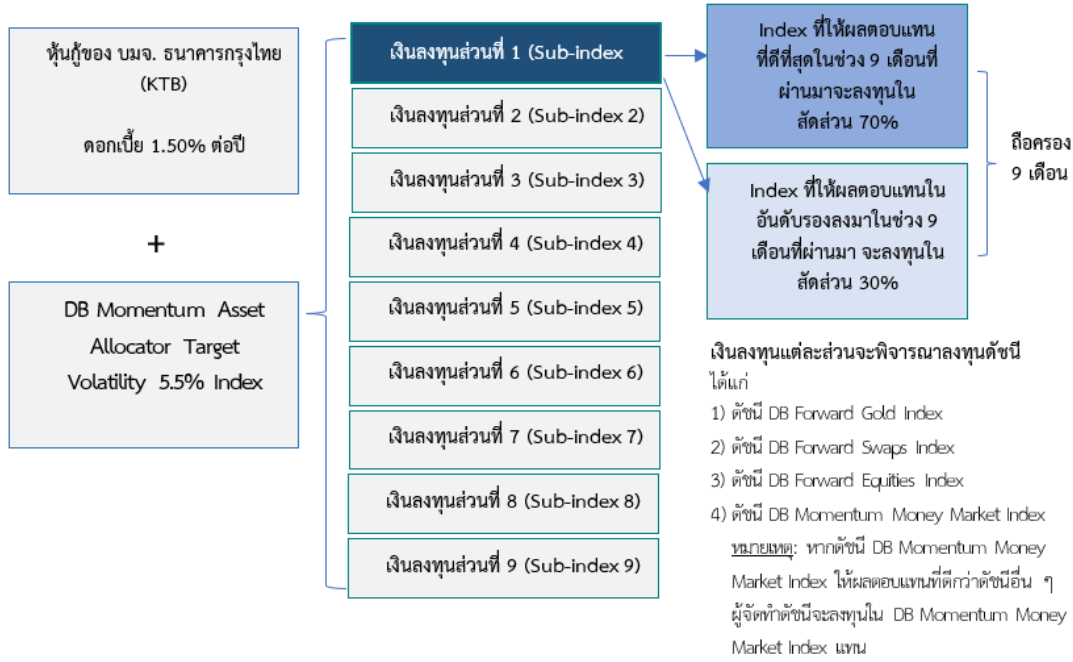 หุ้นกู้ของ บมจ. ธนาคารกรุงไทย
(KTB)
ดอกเบี้ย 1.50% ต่อปี
+
DB Momentum Asset
Allocator Target
Volatility 5.5% Index
เงินลงทุนส่วนที่ 1 (Sub-index
เงินลงทุนส่วนที่ 2 (Sub-index 2)
เงินลงทุนส่วนที่ 3 (Sub-index 3)
เงินลงทุนส่วนที่ 4 (Sub-index 4)
เงินลงทุนส่วนที่ 5 (Sub-index 5)
เงินลงทุนส่วนที่ 6 (Sub-index 6)
เงินลงทุนส่วนที่ 7 (Sub-index 7)
เงินลงทุนส่วนที่ 8 (Sub-index 8)
เงินลงทุนส่วนที่ 9 (Sub-index 9)
Index ที่ให้ผลตอบแทน
ที่ดีที่สุดในช่วง 9 เดือนที่
ผ่านมาจะลงทุนใน
สัดส่วน 70%
Index ที่ให้ผลตอบแทนใน
อันดับรองลงมาในช่วง 9
เดือนที่ผ่านมา จะลงทุนใน
สัดส่วน 30%
ถือครอง
9 เดือน
เงินลงทุนแต่ละส่วนจะพิจารณาลงทุนดัชนี
ได้แก่
1) ดัชนี DB Forward Gold Index
2) ดัชนี DB Forward Swaps Index
3) ดัชนี DB Forward Equities Index
4) ดัชนี DB Momentum Money Market Index
หมายเหตุ: หากดัชนี DB Momentum Money
Market Index ให้ผลตอบแทนที่ดีกว่าดัชนีอื่น ๆ
ผู้จัดทำดัชนีจะลงทุนใน DB Momentum Money
Market Index แทน